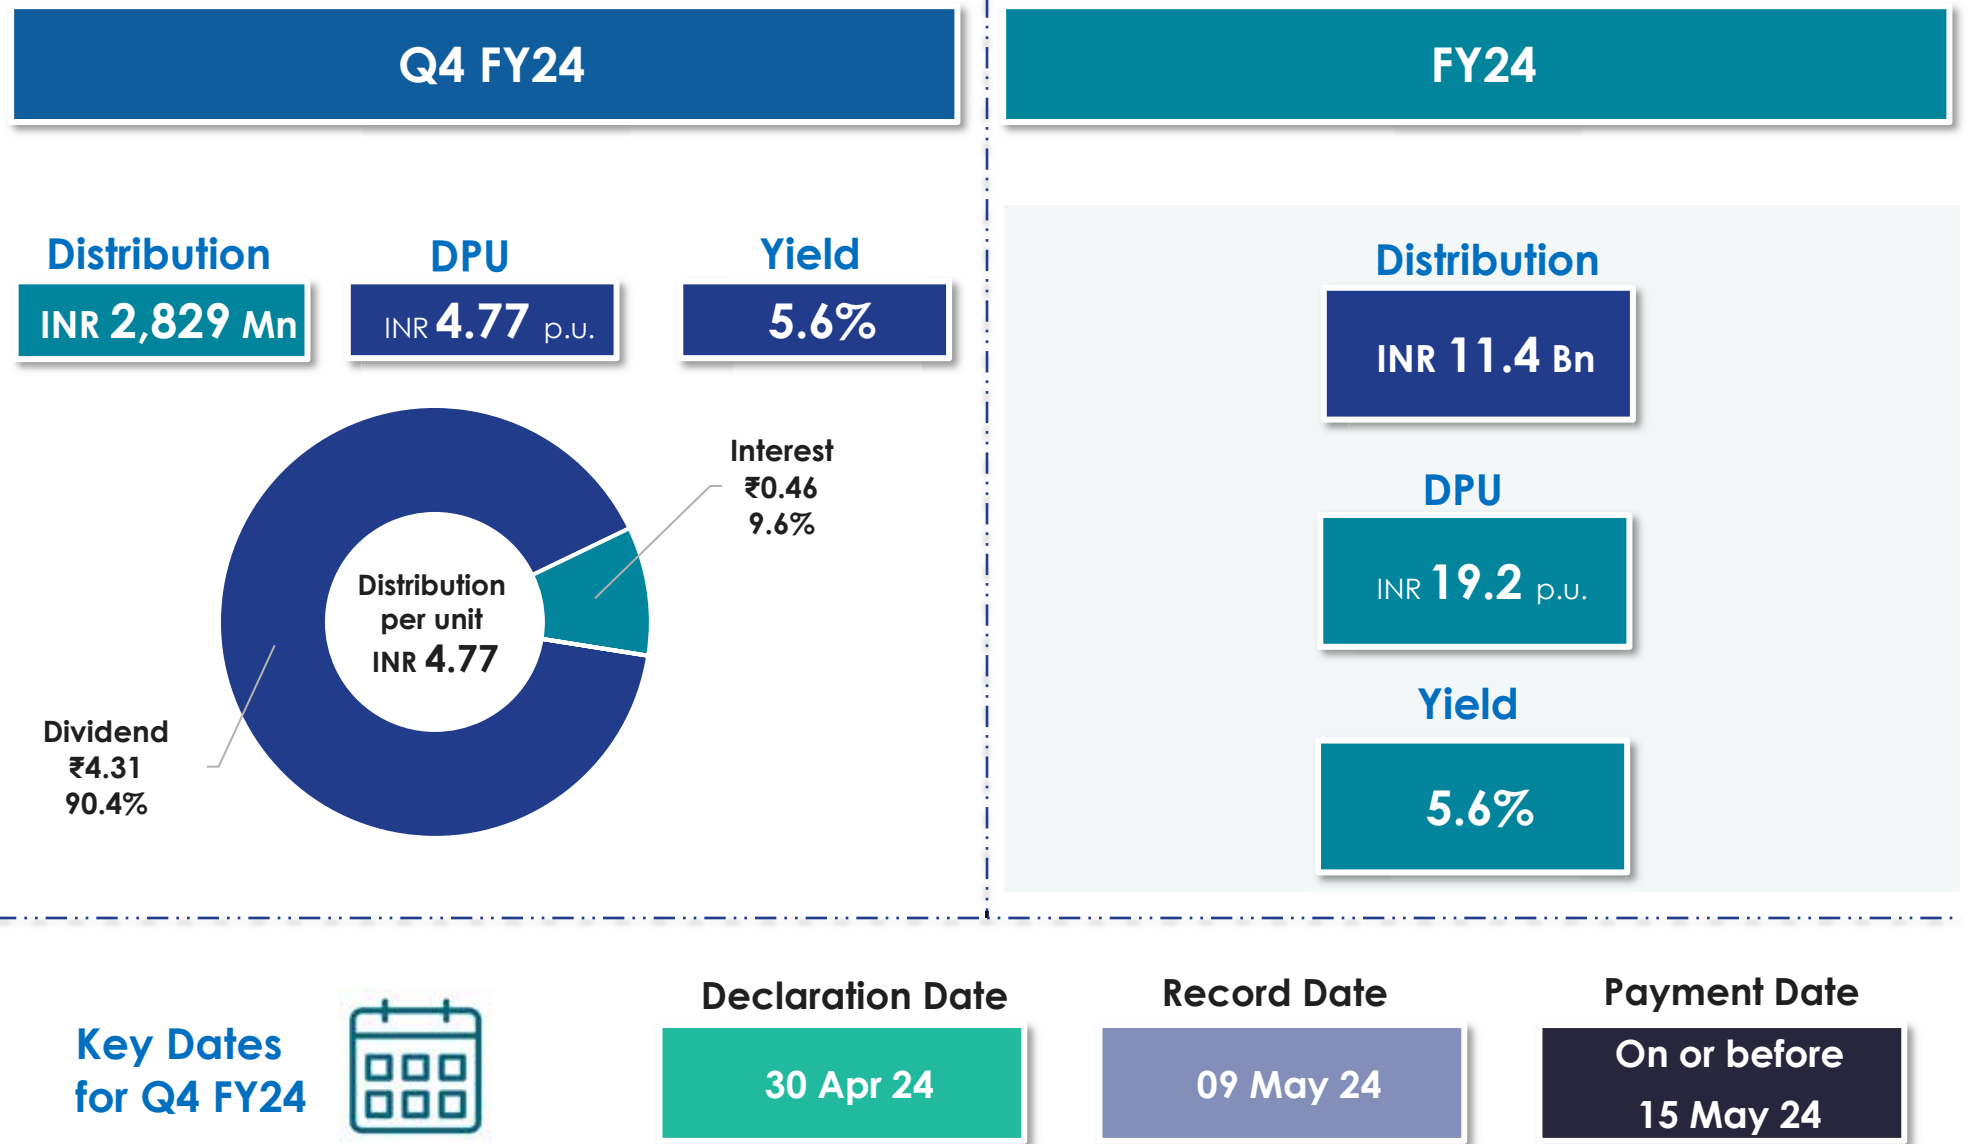 Q4 FY24
FY24
Distribution
INR 2,829 Mn
DPU
INR 4.77 p.u.
Yield
5.6%
Interest
₹0.46
9.6%
Distribution
per unit
INR 4.77
Dividend
₹4.31
90.4%
Distribution
INR 11.4 Bn
DPU
INR 19.2 p.u.
Yield
5.6%
Key Dates
for Q4 FY24
Declaration Date
30 Apr 24
Record Date
09 May 24
Payment Date
On or before
15 May 24